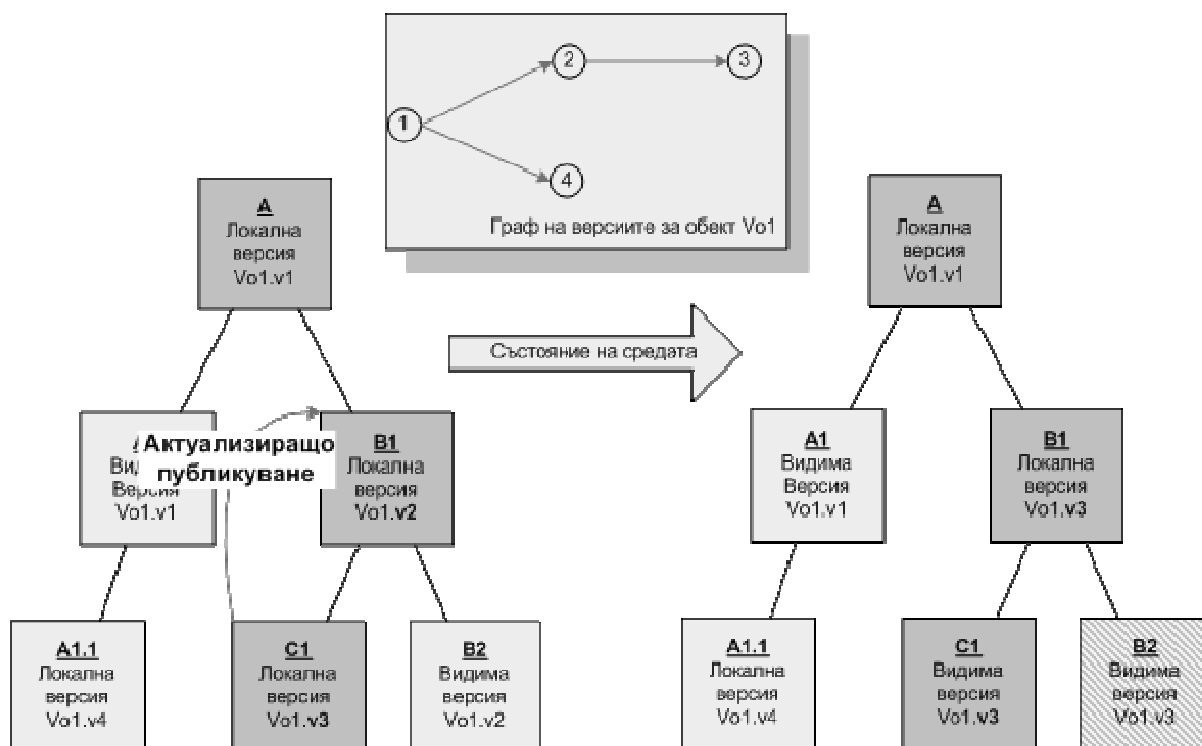 2
3
1
4
Граф на версиите за обект Vo1
A
Локална
версия
Vo1.v1
A
Локална
версия
Vo1.v1
Състояние на средата
Актуализиращо
публикуване
Версия
Vo1.v1
B1
Локална
версия
Vo1.v2
A1
Видима
Версия
Vo1.v1
B1
Локална
версия
Vo1.v3
A1.1
Локална
версия
Vo1.v4
C1
Локална
версия
Vo1.v3
B2
Видима
версия
Vo1.v2
A1.1
Локална
версия
Vo1.v4
C1
Видима
версия
Vo1.v3
B2
Видима
версия
Vo1.v3